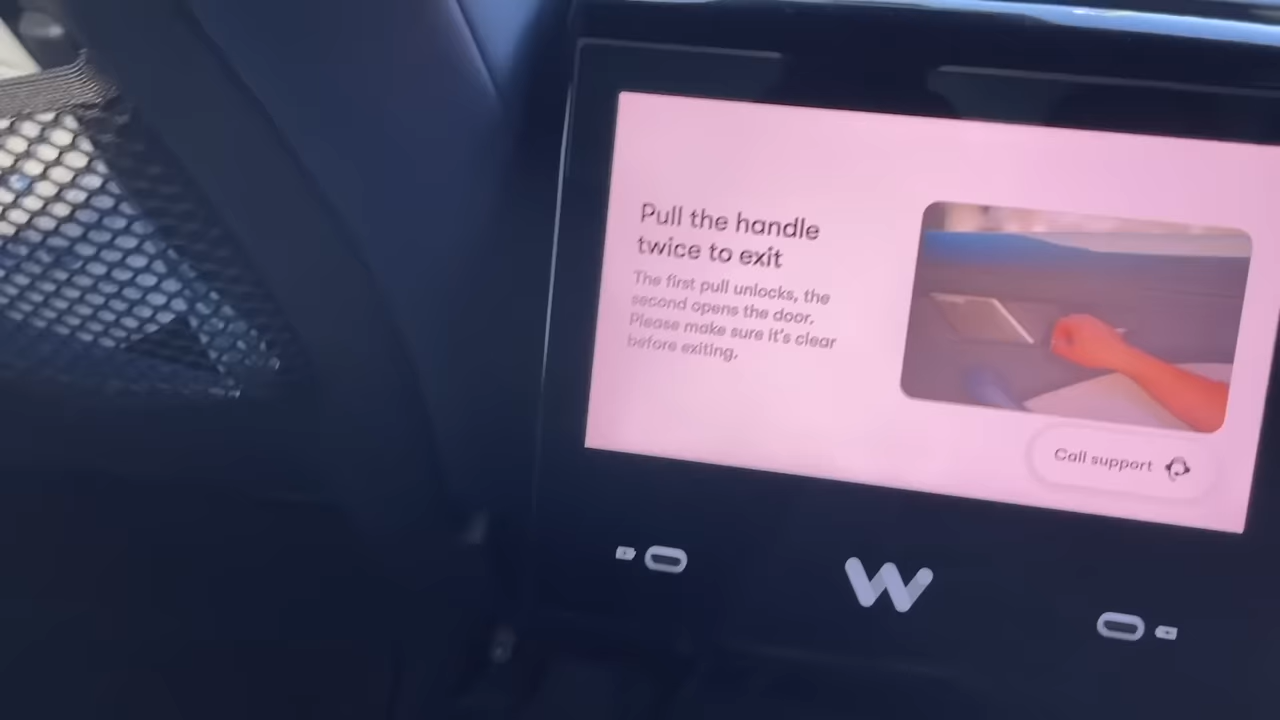 Pull the handle
twice to exit
The first pull unlocks, the
second opens the door.
Please make sure it's clear
before exiting.
Call support
W